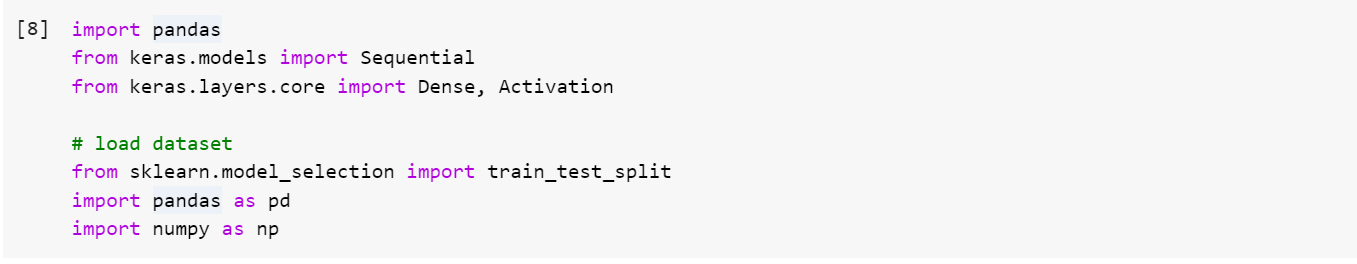 [8] import pandas
from keras.models import Sequential
from keras.layers.core import Dense, Activation
# load dataset
from sklearn.model_selection import train_test_split
import pandas as pd
import numpy as np